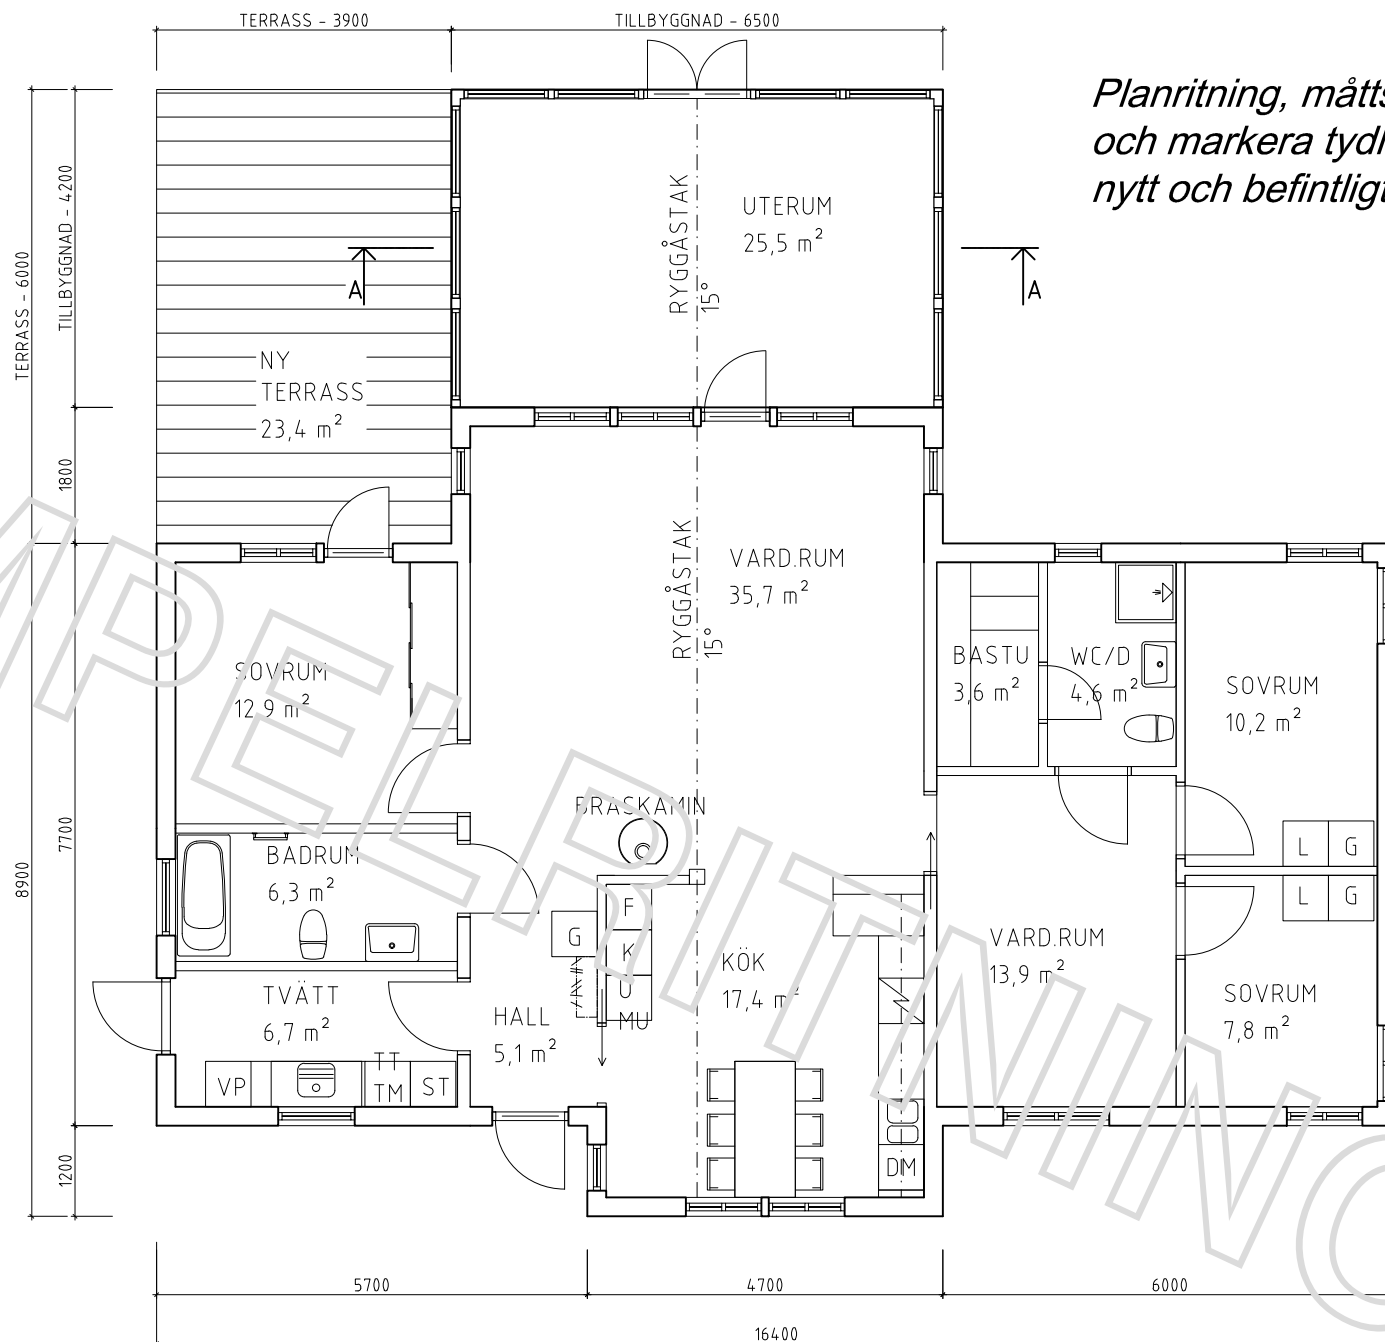 TERRASS - 3900
TILLBYGGNAD - 6500
Planritning, måtts
och markera tydl
nytt och befintligt
TERRASS - 6000
TILLBYGGNAD - 4200
UTERUM
25,5 m²
RYGGÅSTAK
15°
A
A
NY
TERRASS
23,4 m²
1800
RYGGÅSTAK
15°
VARD.RUM
35,7 m²
SOVRUM
12,9 m²
BASTU
3,6 m²
WC/D
4,6 m²
SOVRUM
10,2 m²
BRASKAMIN
L
G
L
G
7700
8900
BADRUM
6,3 m²
F
K
U
MU
G
KÖK
17,4 m²
VARD.RUM
13,9 m²
SOVRUM
7,8 m²
TVÄTT
6,7 m²
HALL
5,1 m²
VP
TT
TM
ST
DM
1200
5700
4700
6000
16400
MPELRITNING